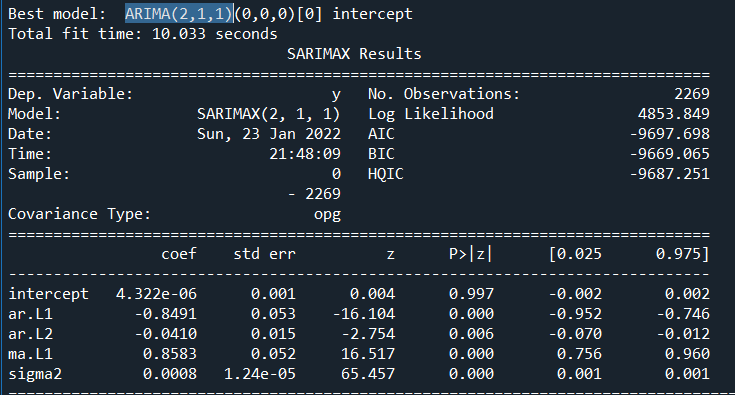 Best model:  ARIMA(2,1,1)(0,0,0)[0] intercept
Total fit time: 10.033 seconds
                               SARIMAX Results
==============================================================================
Dep. Variable:                      y   No. Observations:                 2269
Model:               SARIMAX(2, 1, 1)   Log Likelihood                4853.849
Date:                Sun, 23 Jan 2022   AIC                          -9697.698
Time:                        21:48:09   BIC                          -9669.065
Sample:                             0   HQIC                         -9687.251
                               - 2269
Covariance Type:                  opg
==============================================================================
                 coef    std err          z      P>|z|      [0.025      0.975]
------------------------------------------------------------------------------
intercept   4.322e-06      0.001      0.004      0.997      -0.002       0.002
ar.L1         -0.8491      0.053    -16.104      0.000      -0.952      -0.746
ar.L2         -0.0410      0.015     -2.754      0.006      -0.070      -0.012
ma.L1          0.8583      0.052     16.517      0.000       0.756       0.960
sigma2         0.0008   1.24e-05     65.457      0.000       0.001       0.001
==============================================================================